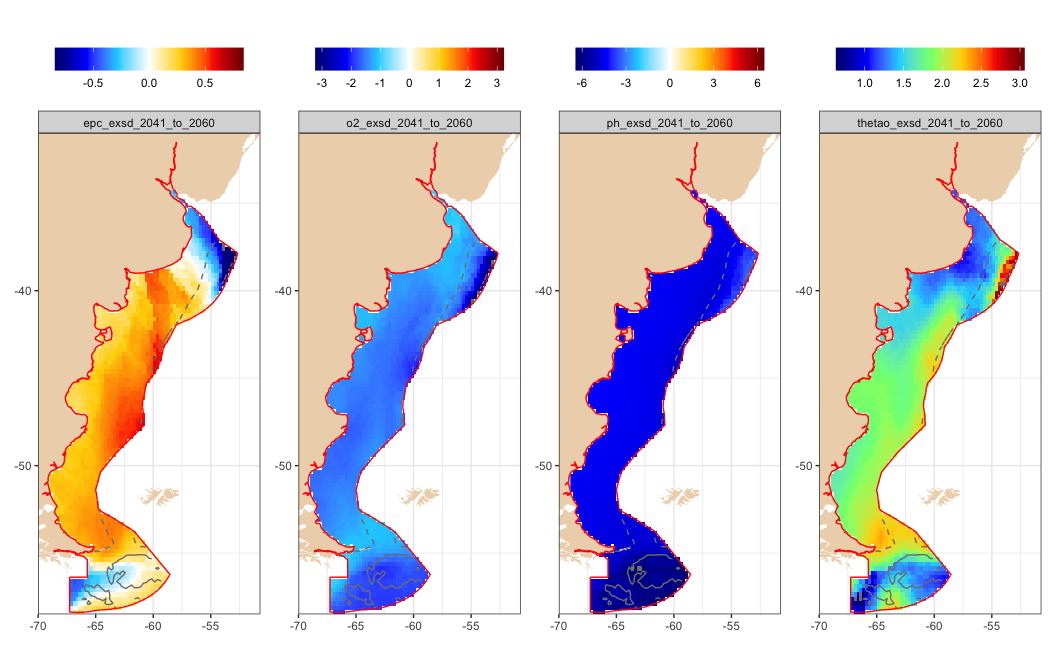 -0.5 0.0 0.5
-3 -2 -1 0 1 2 3
-6 -3 0 3 6
1.0 1.5 2.0 2.5 3.0
epc_exsd_2041_to_2060
o2_exsd_2041_to_2060
ph_exsd_2041_to_2060
thetao_exsd_2041_to_2060
-40 -40 -40 -40
-50 -50 -50 -50
-70 -65 -60 -55
-70 -65 -60 -55
-70 -65 -60 -55
-70 -65 -60 -55